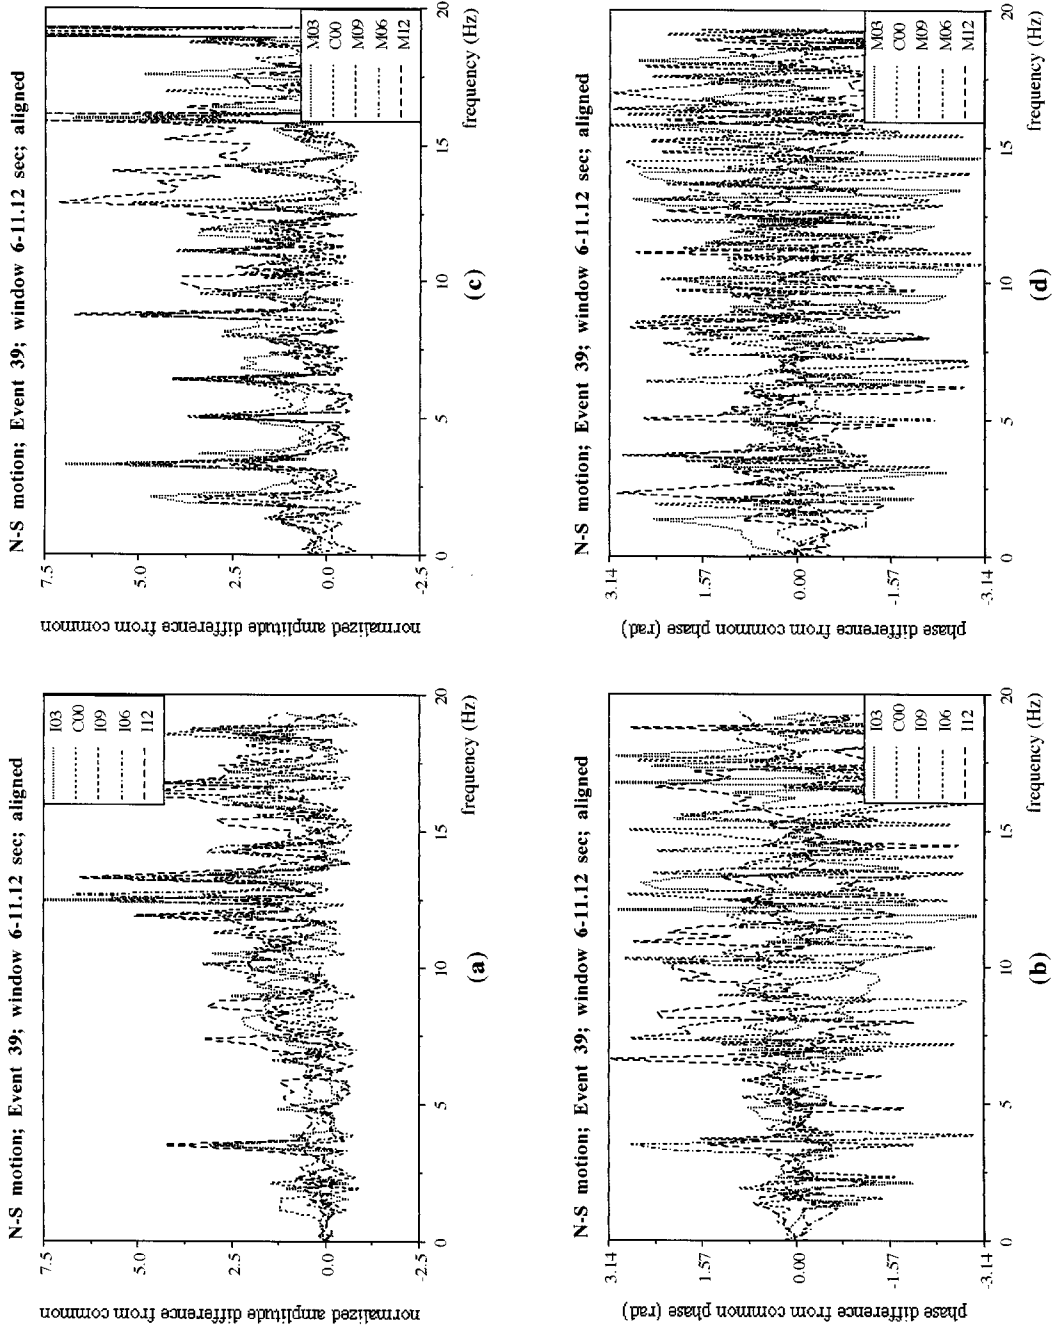 N-S motion; Event 39; window 6-11.12 sec; aligned
normalized amplitude difference from common
7.5
5.0
2.5
0.0
-2.5
0
5
10
15
20
frequency (Hz)
I03
C00
I09
I06
I12
(a)
N-S motion; Event 39; window 6-11.12 sec; aligned
phase difference from common phase (rad)
3.14
1.57
0.00
-1.57
-3.14
0
5
10
15
20
frequency (Hz)
I03
C00
I09
I06
I12
(b)
N-S motion; Event 39; window 6-11.12 sec; aligned
normalized amplitude difference from common
7.5
5.0
2.5
0.0
-2.5
0
5
10
15
20
frequency (Hz)
M03
C00
M09
M06
M12
(c)
N-S motion; Event 39; window 6-11.12 sec; aligned
phase difference from common phase (rad)
3.14
1.57
0.00
-1.57
-3.14
0
5
10
15
20
frequency (Hz)
M03
C00
M09
M06
M12
(d)